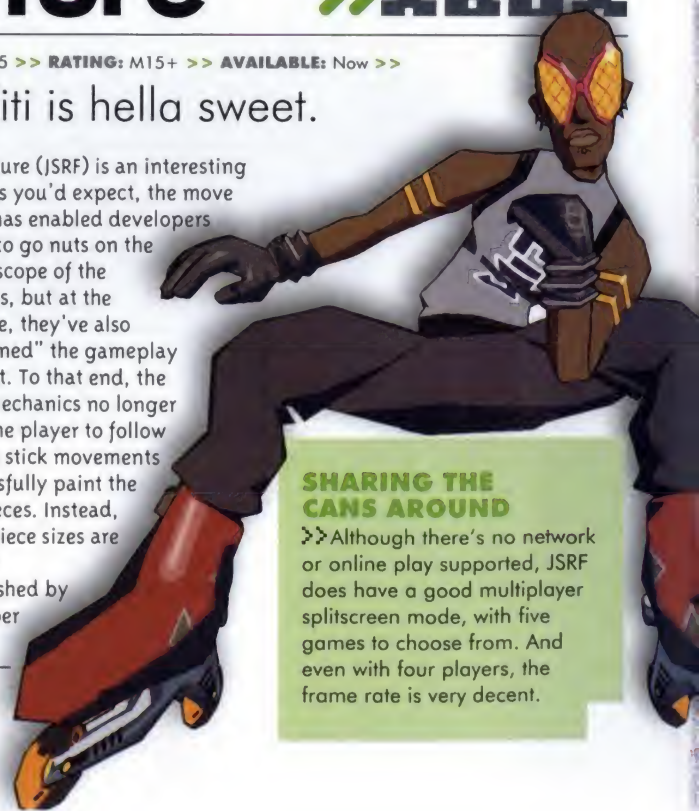 5 >> RATING: M15+ >> AVAILABLE: Now >>
iti is hella sweet.
ure (JSRF) is an interesting
s you'd expect, the move
has enabled developers
to go nuts on the
scope of the
s, but at the
e, they've also
med" the gameplay
t. To that end, the
echanics no longer
he player to follow
stick movements
sfully paint the
eces. Instead,
iece sizes are
shed by
er
SHARING THE
CANS AROUND
>>Although there's no network
or online play supported, JSRF
does have a good multiplayer
splitscreen mode, with five
games to choose from. And
even with four players, the
frame rate is very decent.